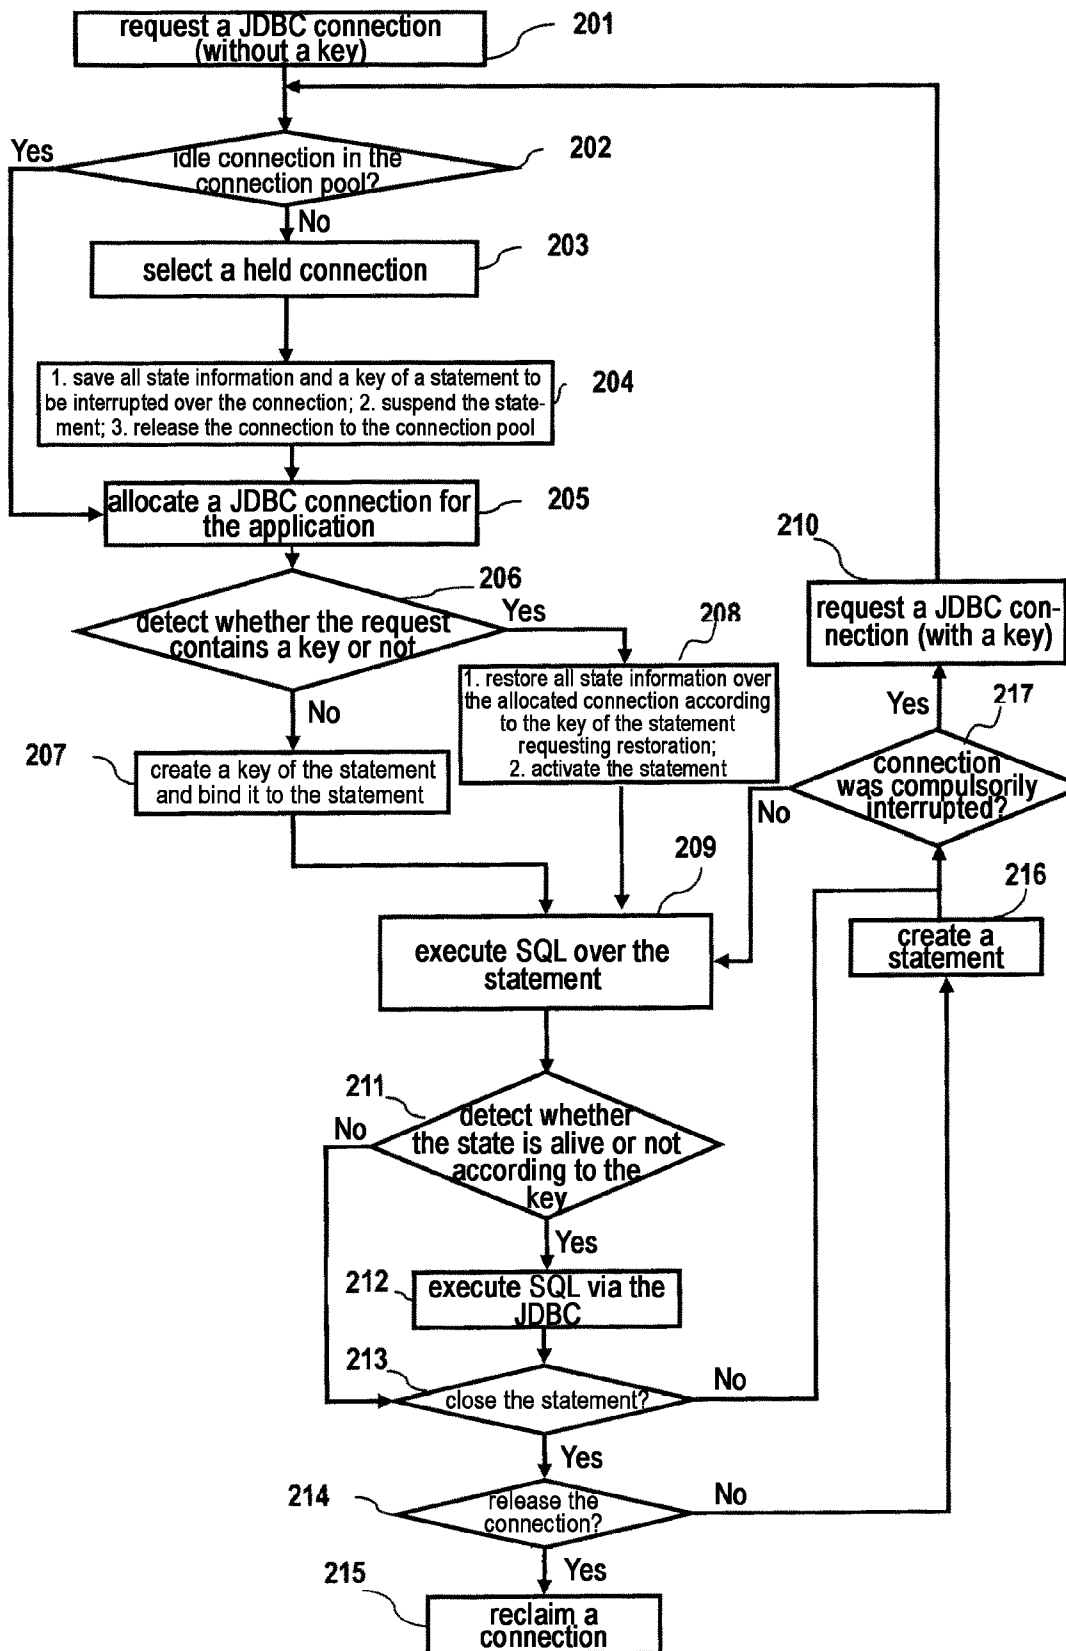 request a JDBC connection
(without a key)
201
Yes
idle connection in the
connection pool?
202
No
203
select a held connection
1. save all state information and a key of a statement to
be interrupted over the connection; 2. suspend the state-
ment; 3. release the connection to the connection pool
204
allocate a JDBC connection for
the application
205
210
206
detect whether the request
contains a key or not
Yes
208
request a JDBC con-
nection (with a key)
1. restore all state information over
the allocated connection according
to the key of the statement
requesting restoration;
2. activate the statement
No
Yes
217
207
create a key of the statement
and bind it to the statement
connection
was compulsorily
interrupted?
No
209
216
execute SQL over the
statement
create a
statement
211
detect whether
the state is alive or not
according to the
key
No
Yes
212
execute SQL via the
JDBC
213
close the statement?
No
Yes
214
release the
connection?
No
Yes
215
reclaim a
connection